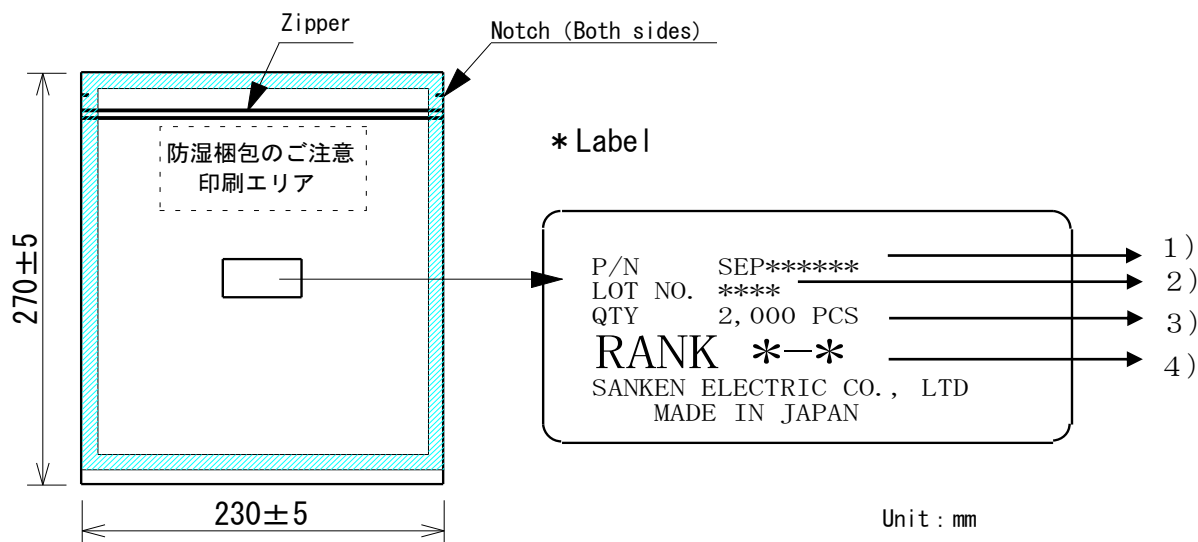 Zipper
Notch (Both sides)
防湿梱包のご注意
印刷エリア
270±5
230±5
＊Label
P/N SEP******
LOT NO. ****
QTY 2,000 PCS
RANK *－*
SANKEN ELECTRIC CO., LTD
MADE IN JAPAN
1)
2)
3)
4)
Unit : mm